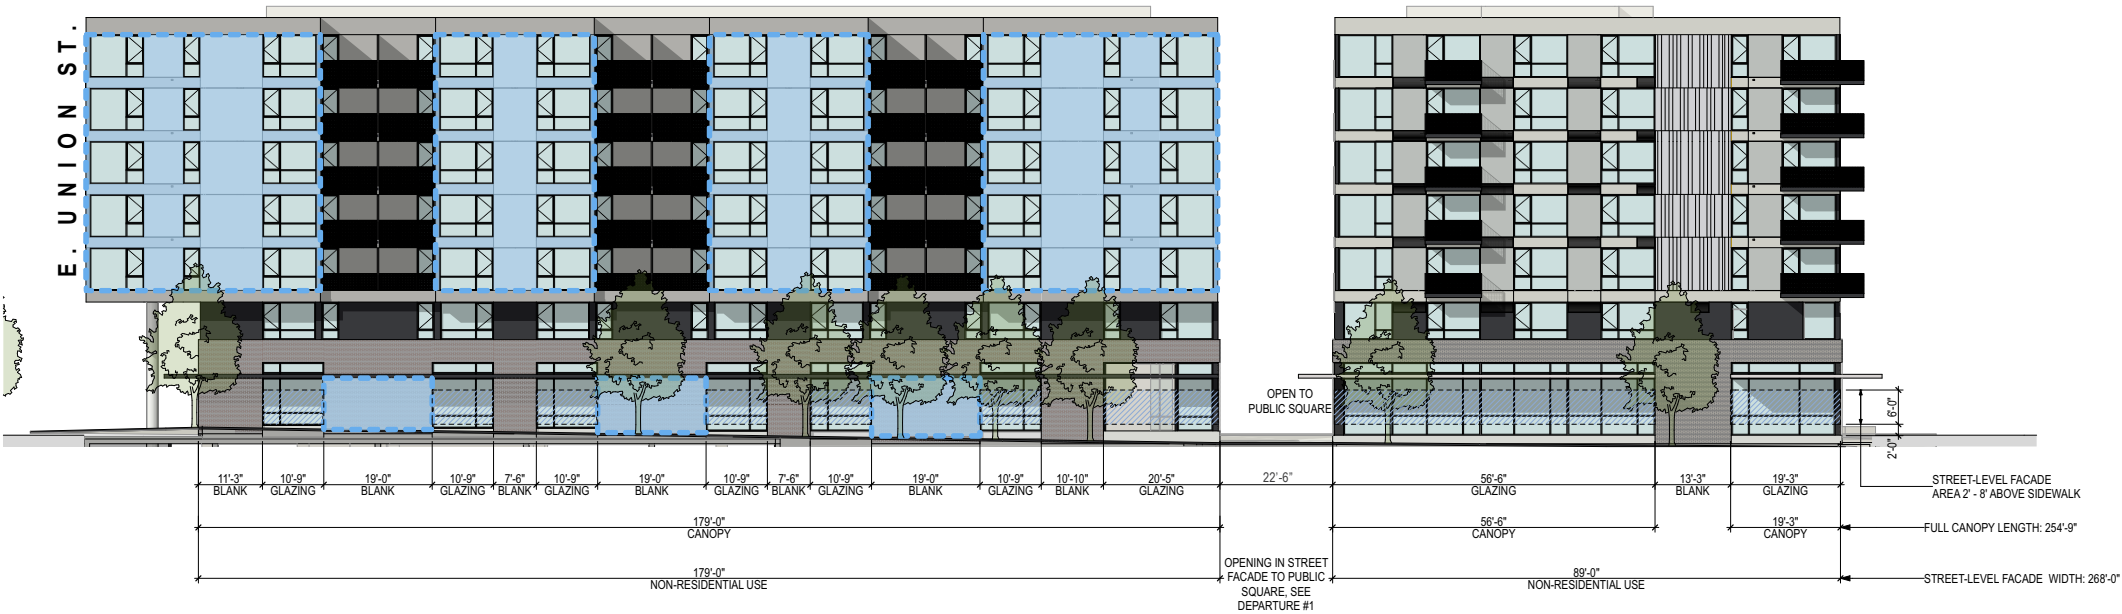 E. UNION ST.
OPEN TO
PUBLIC SQUARE
6'-0"
2'-0"
11'-3"
BLANK
10'-9"
GLAZING
19'-0"
BLANK
10'-9"
GLAZING
7'-6"
BLANK
10'-9"
GLAZING
19'-0"
BLANK
10'-9"
GLAZING
7'-6"
BLANK
10'-9"
GLAZING
19'-0"
BLANK
10'-9"
GLAZING
10'-10"
BLANK
20'-5"
GLAZING
22'-6"
56'-6"
GLAZING
13'-3"
BLANK
19'-3"
GLAZING
STREET-LEVEL FACADE
AREA 2' - 8' ABOVE SIDEWALK
179'-0"
CANOPY
56'-6"
CANOPY
19'-3"
CANOPY
FULL CANOPY LENGTH: 254'-9"
179'-0"
NON-RESIDENTIAL USE
OPENING IN STREET
FACADE TO PUBLIC
SQUARE, SEE
DEPARTURE #1
89'-0"
NON-RESIDENTIAL USE
STREET-LEVEL FACADE WIDTH: 268'-0"